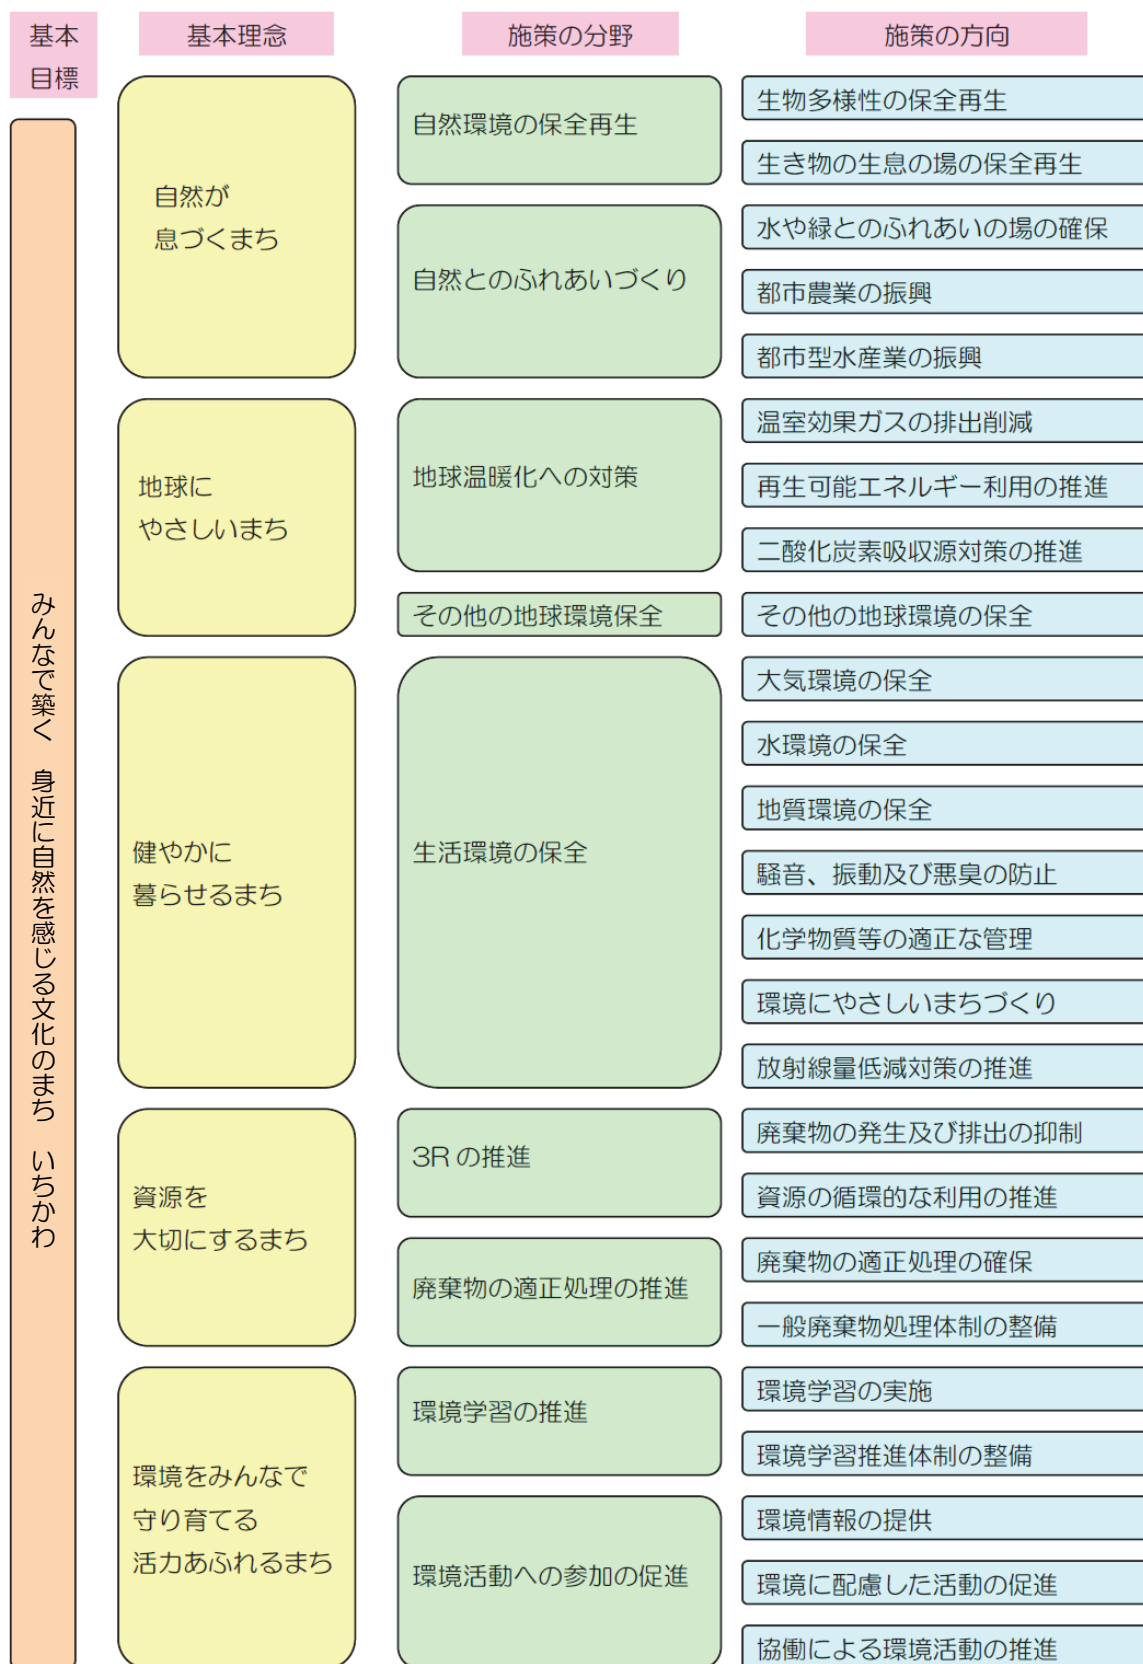 基本
目標
基本理念
施策の分野
施策の方向
みんなで築く　身近に自然を感じる文化のまち　いちかわ
自然が
息づくまち
自然環境の保全再生
生物多様性の保全再生
生き物の生息の場の保全再生
自然とのふれあいづくり
水や緑とのふれあいの場の確保
都市農業の振興
都市型水産業の振興
地球に
やさしいまち
地球温暖化への対策
温室効果ガスの排出削減
再生可能エネルギー利用の推進
二酸化炭素吸収源対策の推進
その他の地球環境保全
その他の地球環境の保全
健やかに
暮らせるまち
生活環境の保全
大気環境の保全
水環境の保全
地質環境の保全
騒音、振動及び悪臭の防止
化学物質等の適正な管理
環境にやさしいまちづくり
放射線量低減対策の推進
資源を
大切にするまち
3Rの推進
廃棄物の発生及び排出の抑制
資源の循環的な利用の推進
廃棄物の適正処理の推進
廃棄物の適正処理の確保
一般廃棄物処理体制の整備
環境をみんなで
守り育てる
活力あふれるまち
環境学習の推進
環境学習の実施
環境学習推進体制の整備
環境活動への参加の促進
環境情報の提供
環境に配慮した活動の促進
協働による環境活動の推進